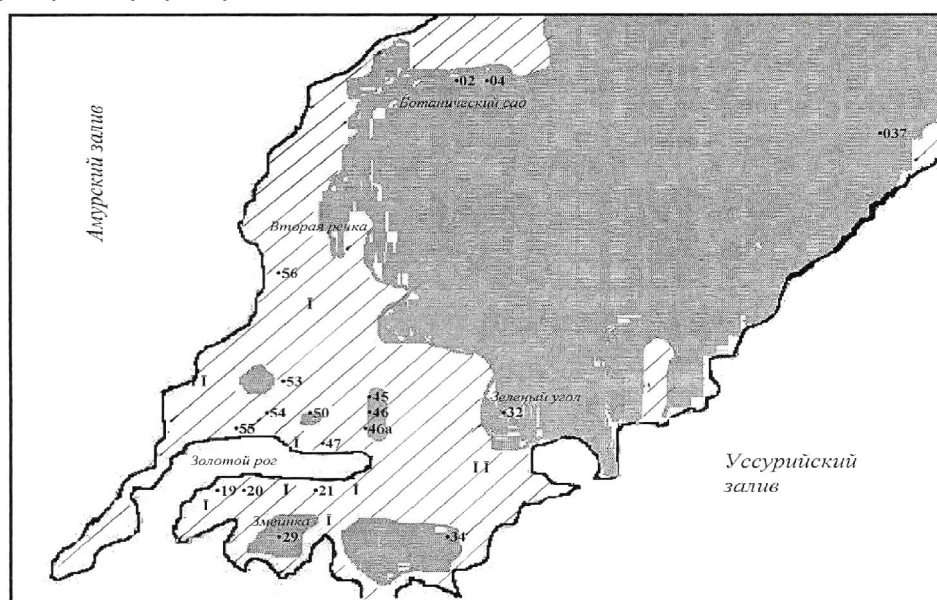 •02 •04
Ботанический сад
•037
Амурский залив
Вторая речка
•56
I
I
•53
•45
Зеленый угол
•54 •50 •46 •32
•55 •46а
I •47
Золотой рог
I I
Уссурийский
залив
•19 •20 I •21 I
I
Змеинка I
•29 •34